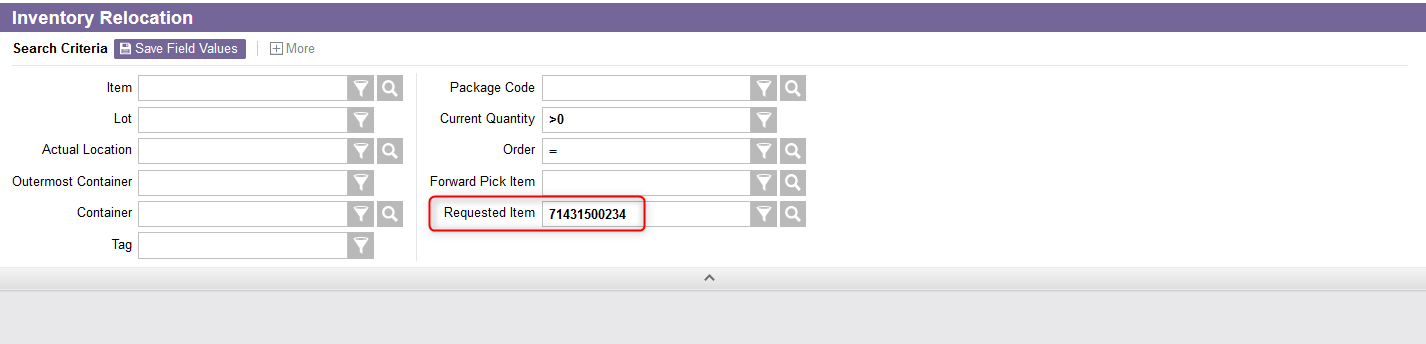 Inventory Relocation
Search Criteria Save Field Values More
Item
Lot
Actual Location
Outermost Container
Container
Tag
Package Code
Current Quantity >0
Order =
Forward Pick Item
Requested Item 71431500234